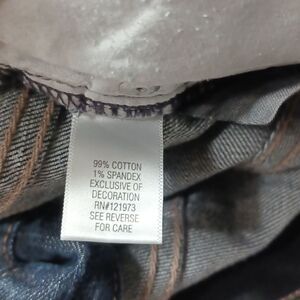 99% COTTON
1% SPANDEX
EXCLUSIVE OF
DECORATION
RN#121973
SEE REVERSE
FOR CARE